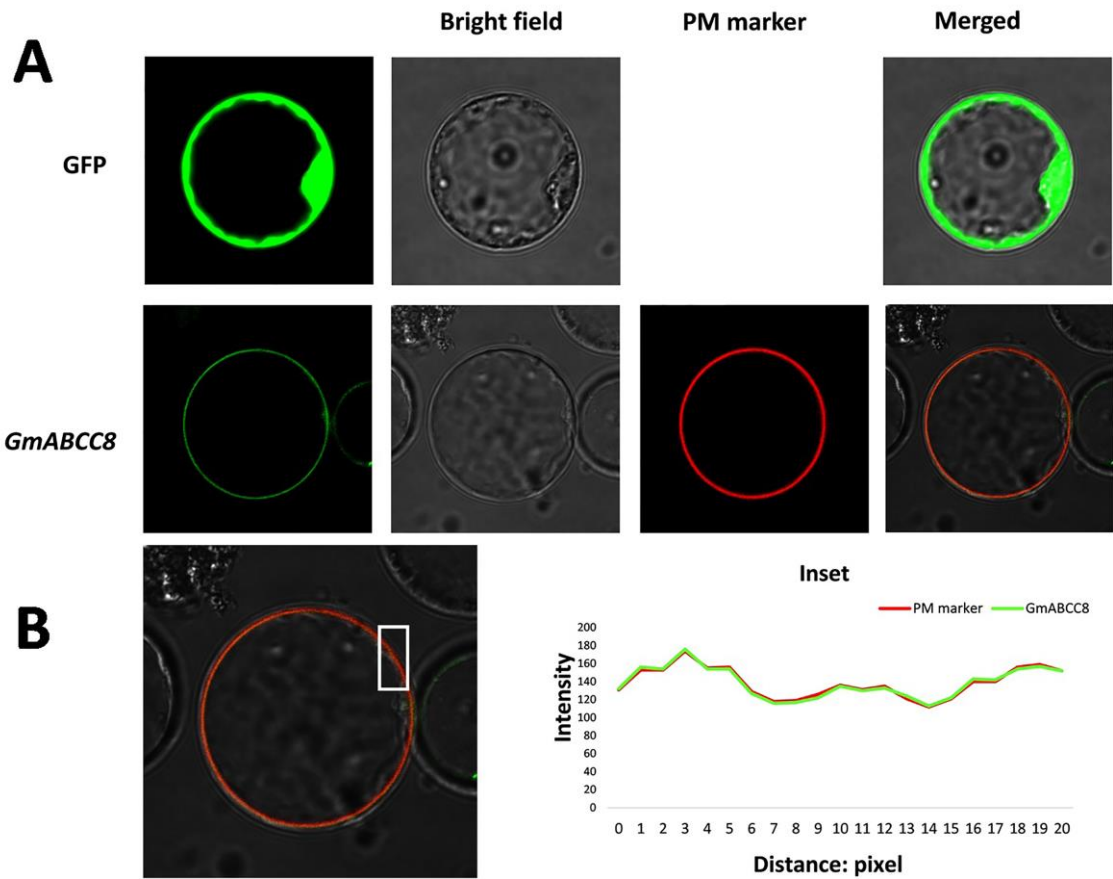 A
Bright field
PM marker
Merged
GFP
GmABCC8
B
Inset
PM marker
GmABCC8
200
180
160
140
120
100
80
60
40
20
0
Intensity
0 1 2 3 4 5 6 7 8 9 10 11 12 13 14 15 16 17 18 19 20
Distance: pixel